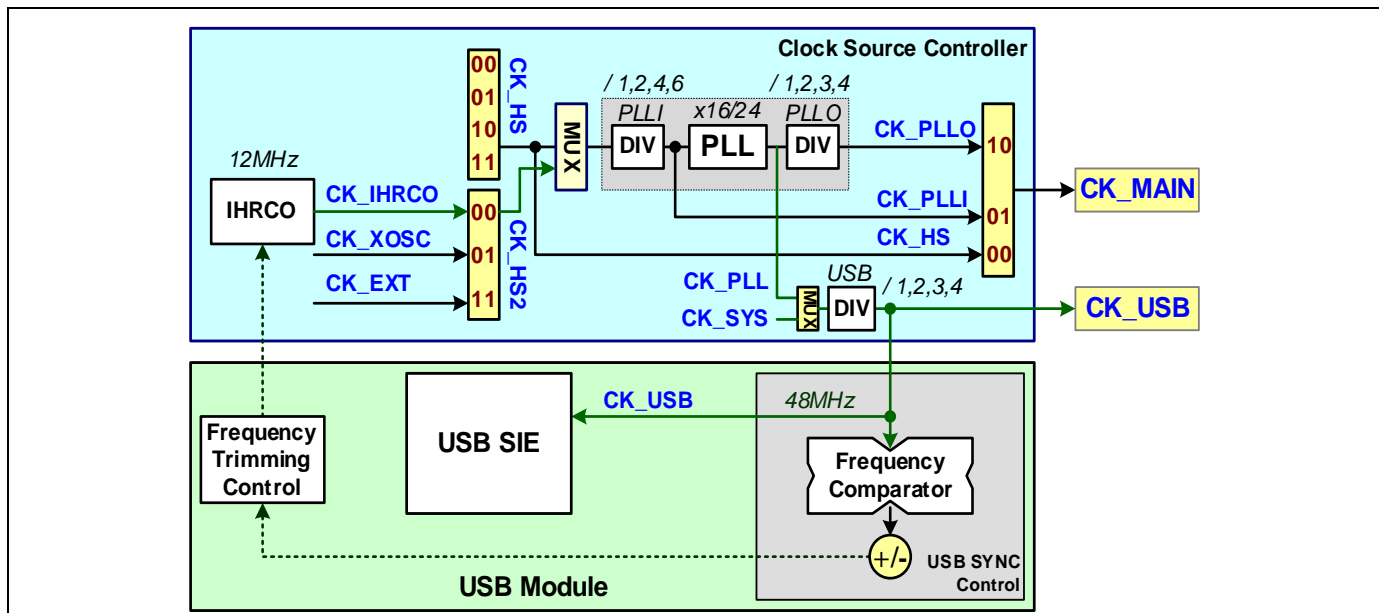 Clock Source Controller
00
01
10
11
CK_HS
MUX
/ 1,2,4,6
PLLI
DIV
x16/24
PLL
/ 1,2,3,4
PLLO
DIV
CK_PLLO
10
CK_PLLI
01
CK_HS
00
CK_MAIN
12MHz
IHRCO
CK_IHRCO
00
CK_XOSC
01
CK_EXT
11
CK_HS2
CK_PLL
CK_SYS
MUX
USB
DIV
/ 1,2,3,4
CK_USB
Frequency
Trimming
Control
USB SIE
CK_USB
48MHz
Frequency
Comparator
+/-
USB SYNC
Control
USB Module